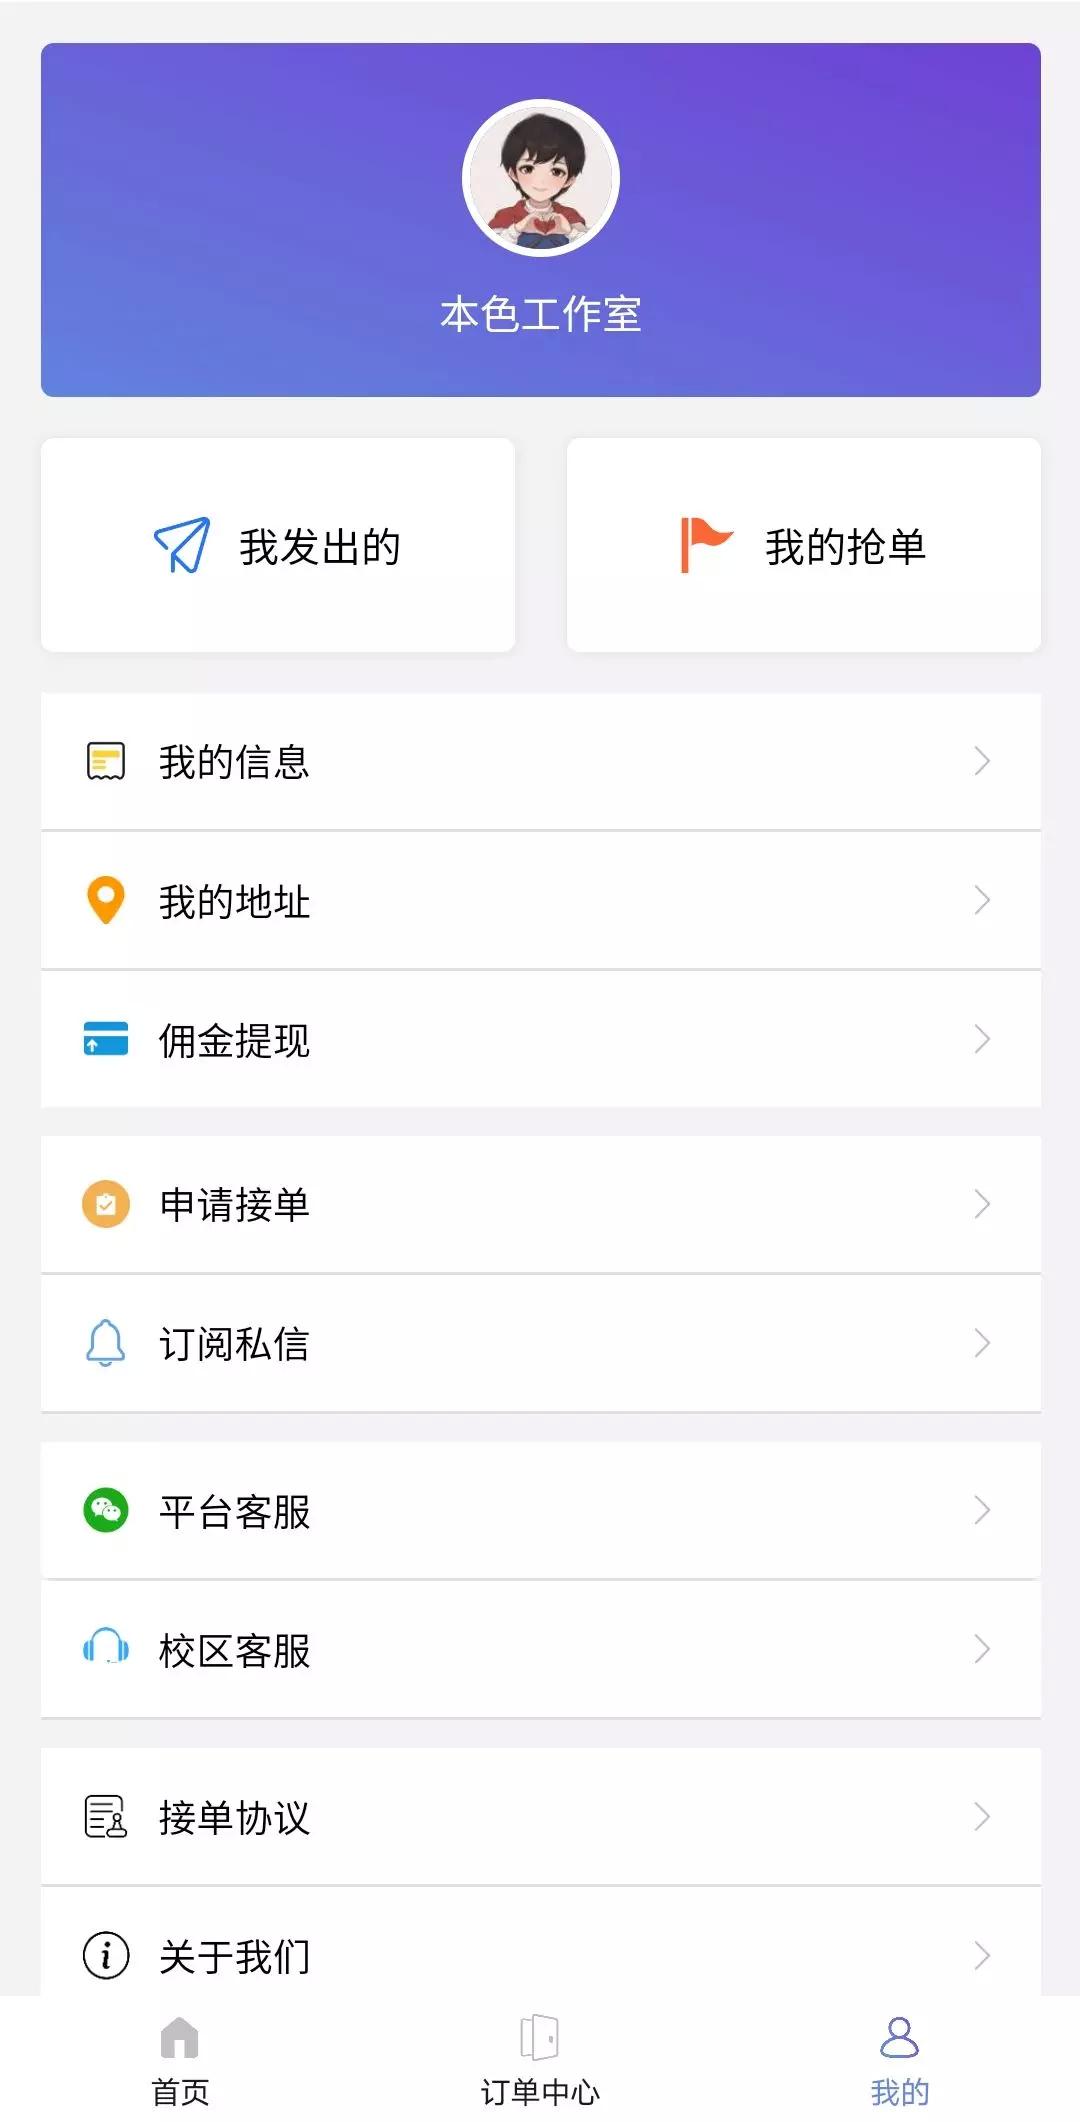 本色工作室
我发出的
我的抢单
我的信息
我的地址
佣金提现
申请接单
订阅私信
平台客服
校区客服
接单协议
关于我们
首页
订单中心
我的